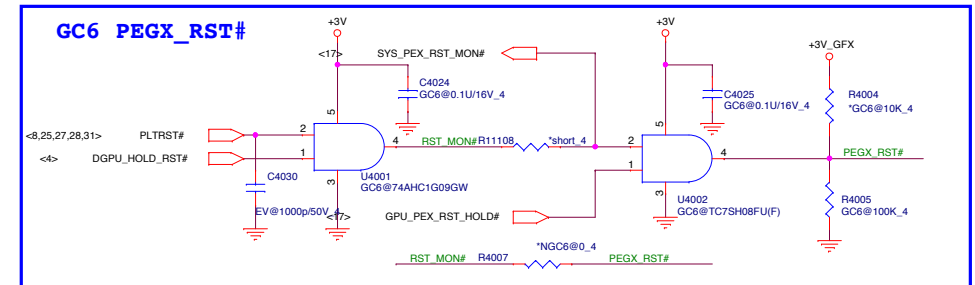 GC6 PEGX_RST#
+3V
+3V
<17>
SYS_PEX_RST_MON#
+3V_GFX
C4024
GC6@0.1U/16V_4
C4025
GC6@0.1U/16V_4
R4004
*GC6@10K_4
5
5
<8,25,27,28,31>
PLTRST#
2
<4>
DGPU_HOLD_RST#
1
4
RST_MON#
R11108
*short_4
2
1
4
PEGX_RST#
C4030
3
U4001
GC6@74AHC1G09GW
3
U4002
GC6@TC7SH08FU(F)
R4005
GC6@100K_4
EV@1000p/50V_4
<17>
GPU_PEX_RST_HOLD#
*NGC6@0_4
RST_MON#
R4007
PEGX_RST#